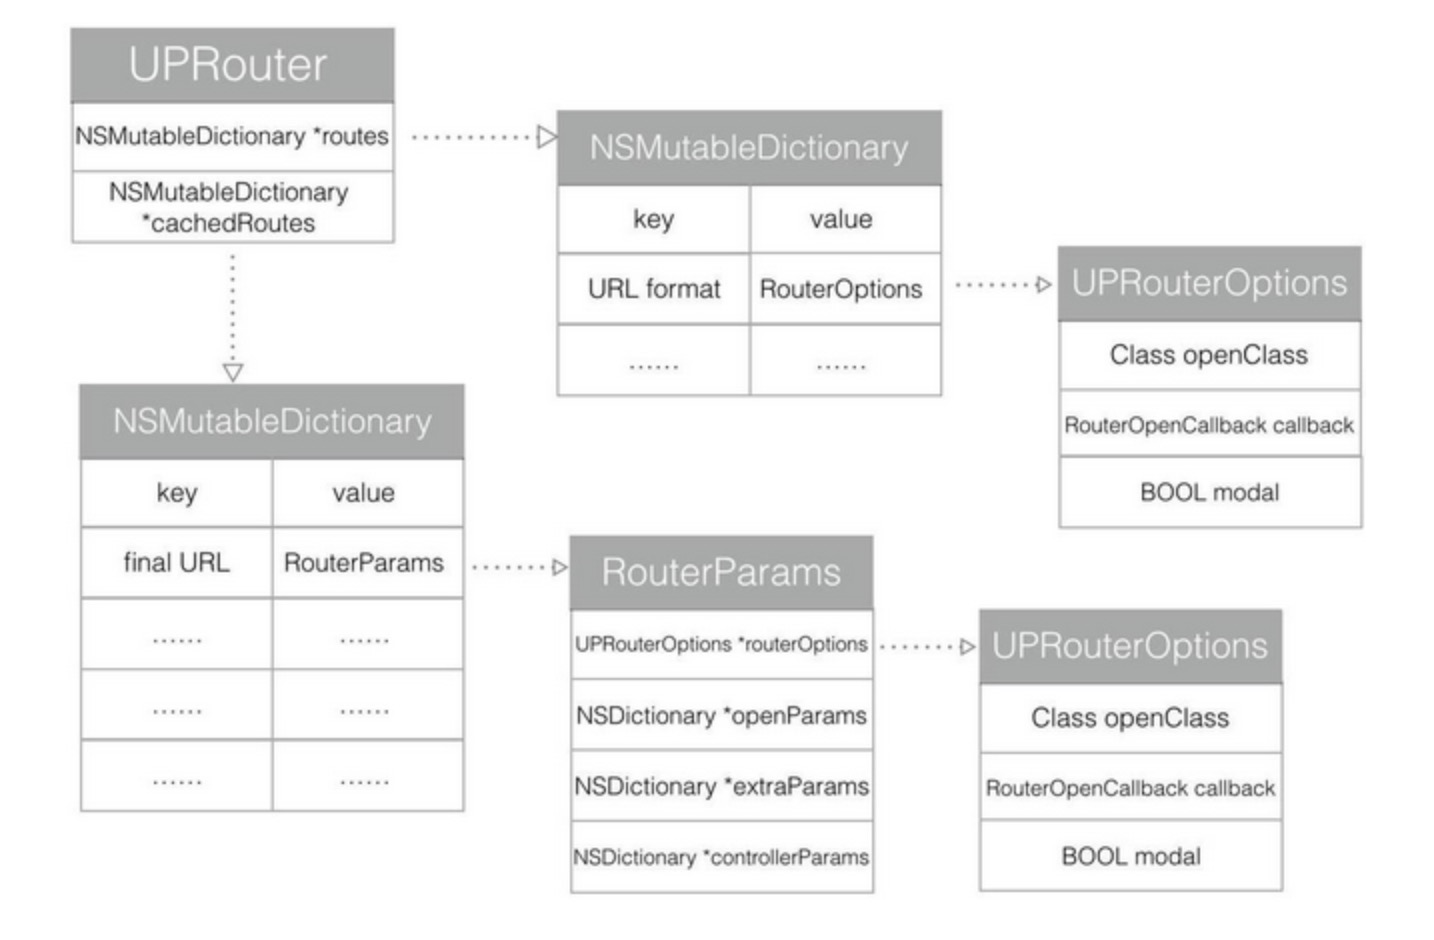 UPRouter
NSMutableDictionary *routes
NSMutableDictionary
*cachedRoutes
NSMutableDictionary
key value
URL format RouterOptions
...... ......
UPRouterOptions
Class openClass
RouterOpenCallback callback
BOOL modal
NSMutableDictionary
key value
final URL RouterParams
...... ......
...... ......
...... ......
RouterParams
UPRouterOptions *routerOptions
NSDictionary *openParams
NSDictionary *extraParams
NSDictionary *controllerParams
UPRouterOptions
Class openClass
RouterOpenCallback callback
BOOL modal